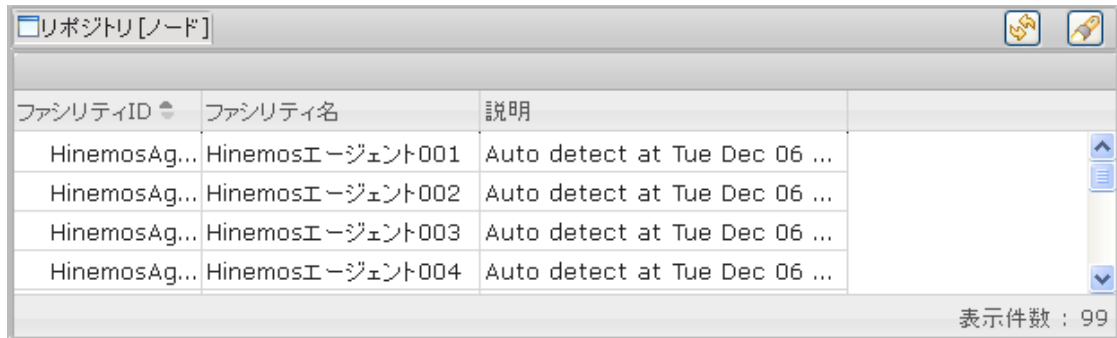 リポジトリ[ノード]
ファシリティID ファシリティ名 説明
HinemosAg... Hinemosエージェント001 Auto detect at Tue Dec 06 ...
HinemosAg... Hinemosエージェント002 Auto detect at Tue Dec 06 ...
HinemosAg... Hinemosエージェント003 Auto detect at Tue Dec 06 ...
HinemosAg... Hinemosエージェント004 Auto detect at Tue Dec 06 ...
表示件数 : 99